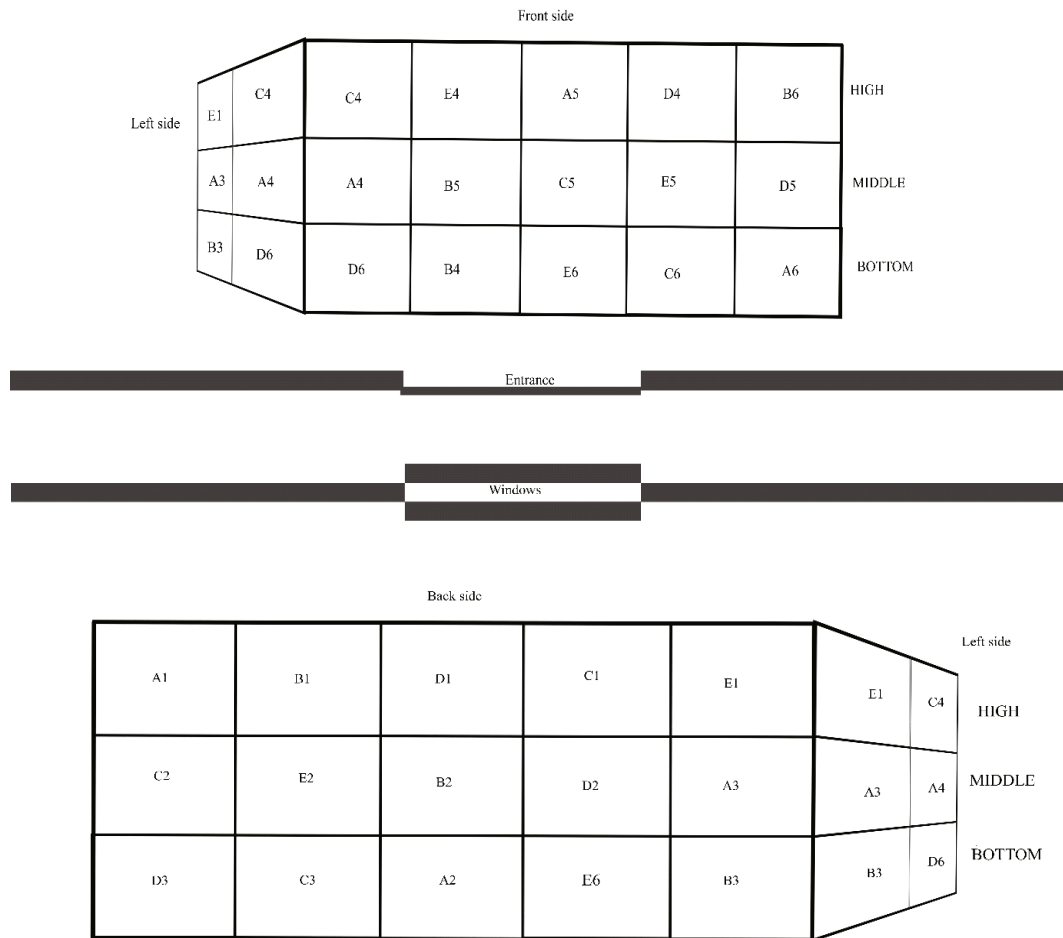 Front side
Left side
E1 C4 C4 E4 A5 D4 B6 HIGH
A3 A4 A4 B5 C5 E5 D5 MIDDLE
B3 D6 D6 B4 E6 C6 A6 BOTTOM
Entrance
Windows
Back side
Left side
A1 B1 D1 C1 E1 E1 C4 HIGH
C2 E2 B2 D2 A3 A3 A4 MIDDLE
D3 C3 A2 E6 B3 B3 D6 BOTTOM